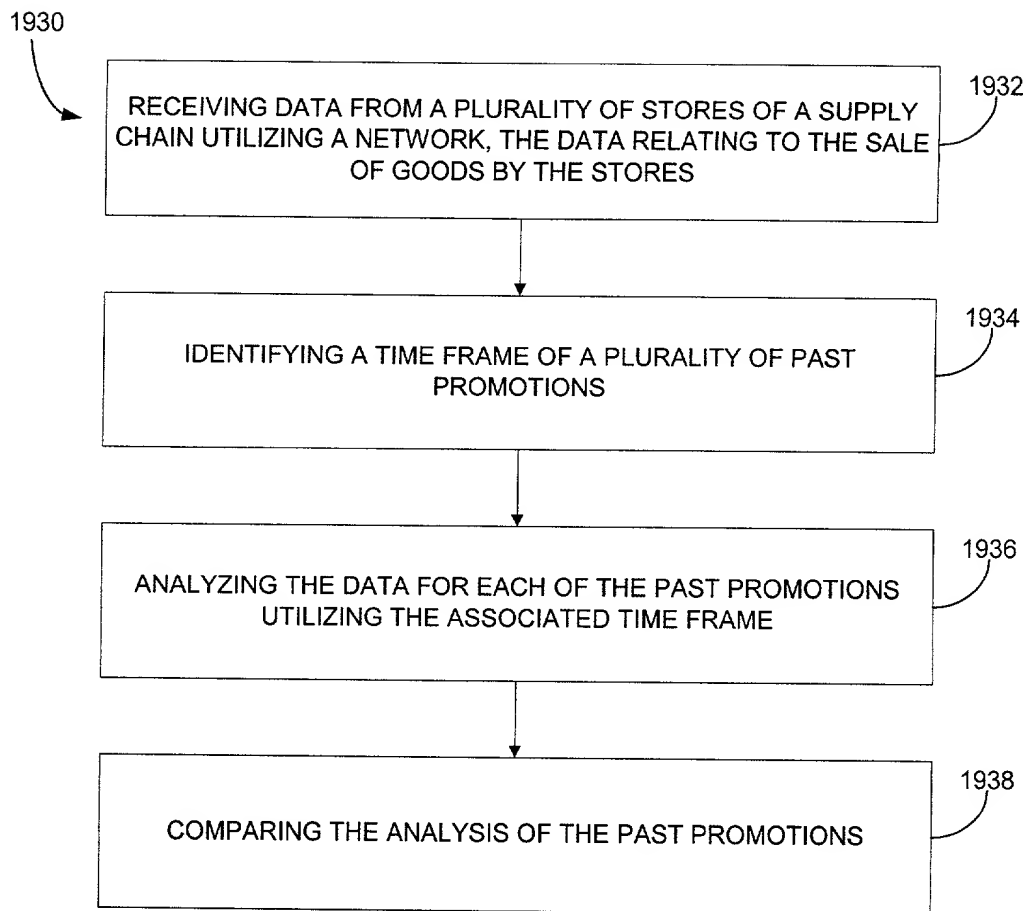 1930
RECEIVING DATA FROM A PLURALITY OF STORES OF A SUPPLY
CHAIN UTILIZING A NETWORK, THE DATA RELATING TO THE SALE
OF GOODS BY THE STORES
1932
IDENTIFYING A TIME FRAME OF A PLURALITY OF PAST
PROMOTIONS
1934
ANALYZING THE DATA FOR EACH OF THE PAST PROMOTIONS
UTILIZING THE ASSOCIATED TIME FRAME
1936
COMPARING THE ANALYSIS OF THE PAST PROMOTIONS
1938